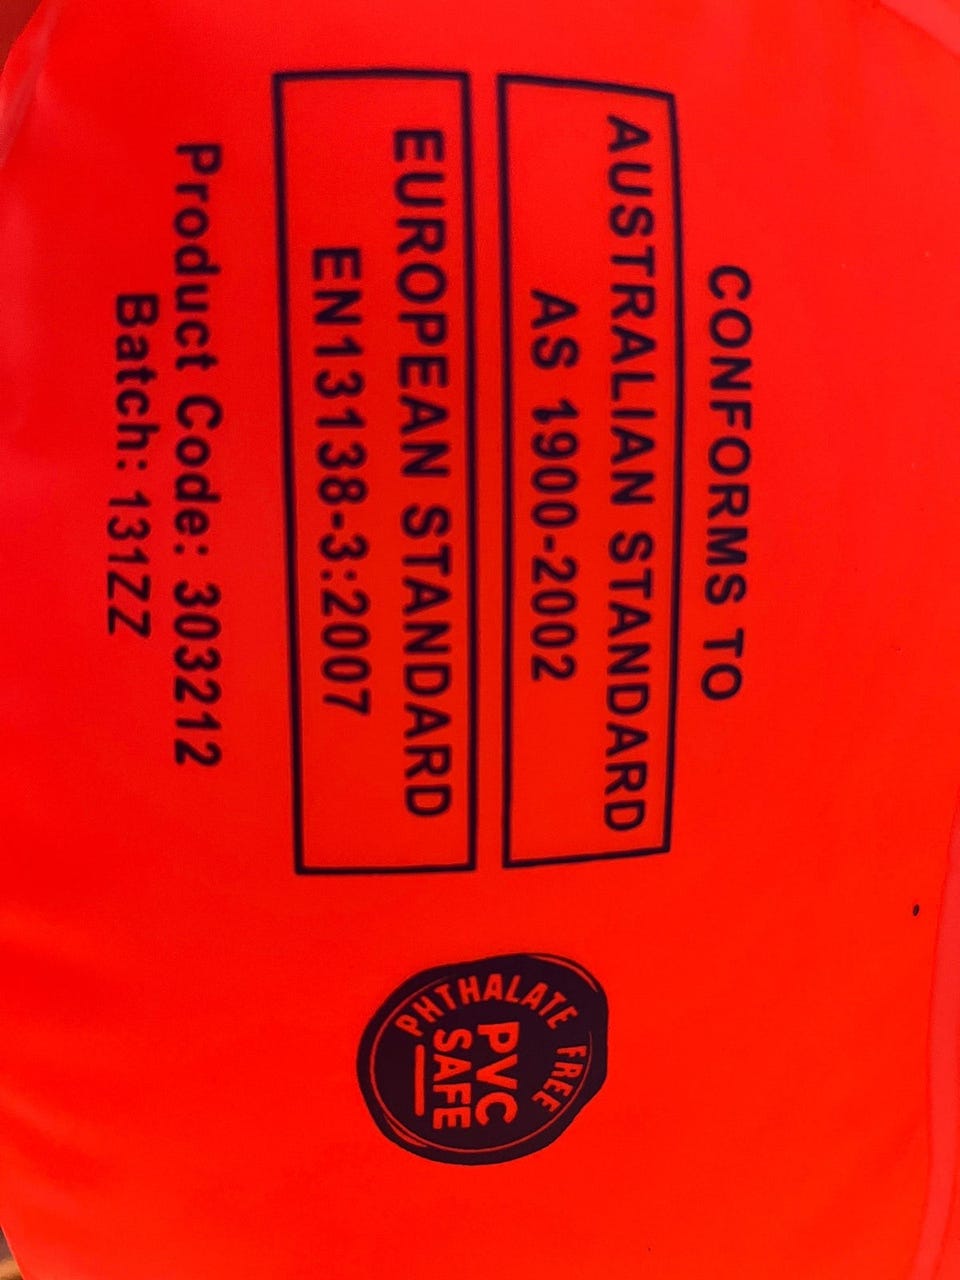 CONFORMS TO
AUSTRALIAN STANDARD
AS 1900-2002
EUROPEAN STANDARD
EN13138-3:2007
Product Code: 303212
Batch: 131ZZ
PHTHALATE FREE
PVC
SAFE